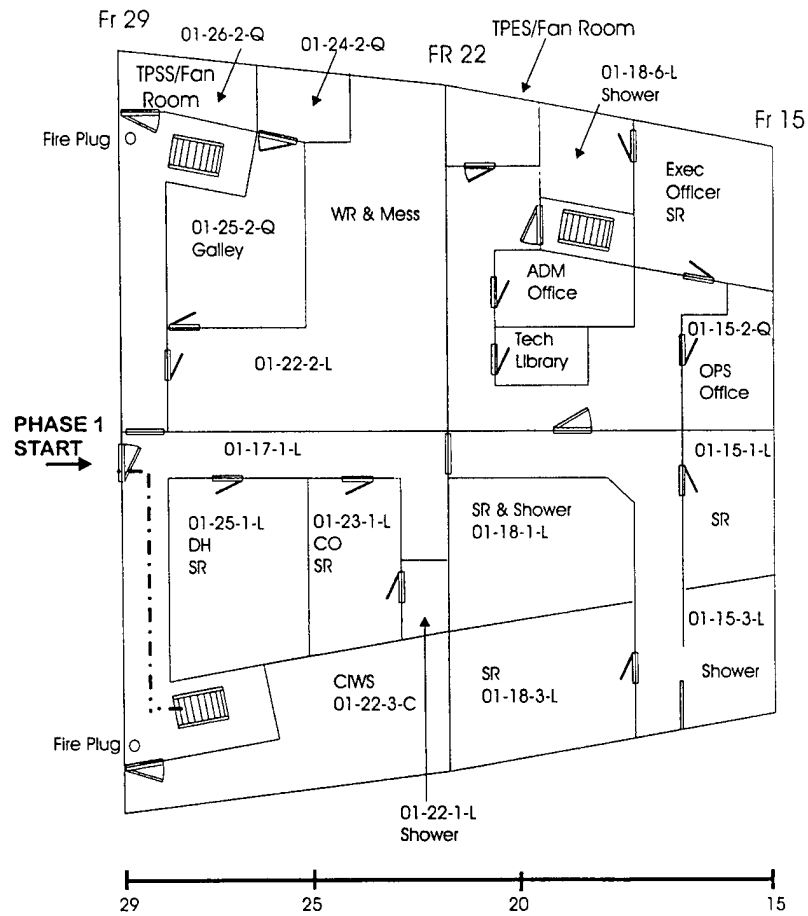 Fr 29
01-26-2-Q
01-24-2-Q
FR 22
TPES/Fan Room
01-18-6-L
Shower
Fr 15
TPSS/Fan
Room
Fire Plug
Exec
Officer
SR
WR & Mess
01-25-2-Q
Galley
ADM
Office
Tech
Library
01-15-2-Q
OPS
Office
01-22-2-L
PHASE 1
START
01-17-1-L
01-15-1-L
SR
01-25-1-L
DH
SR
01-23-1-L
CO
SR
SR & Shower
01-18-1-L
01-15-3-L
Shower
CIWS
01-22-3-C
SR
01-18-3-L
Fire Plug
01-22-1-L
Shower
29
25
20
15